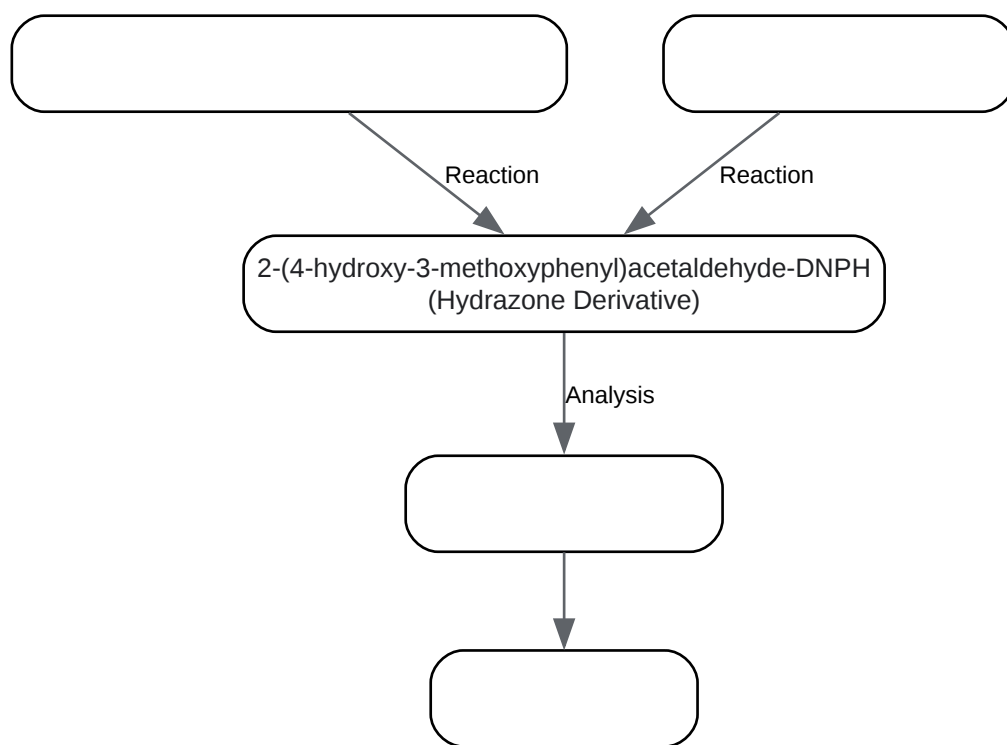 Reaction
Reaction
2-(4-hydroxy-3-methoxyphenyl)acetaldehyde-DNPH
(Hydrazone Derivative)
Analysis